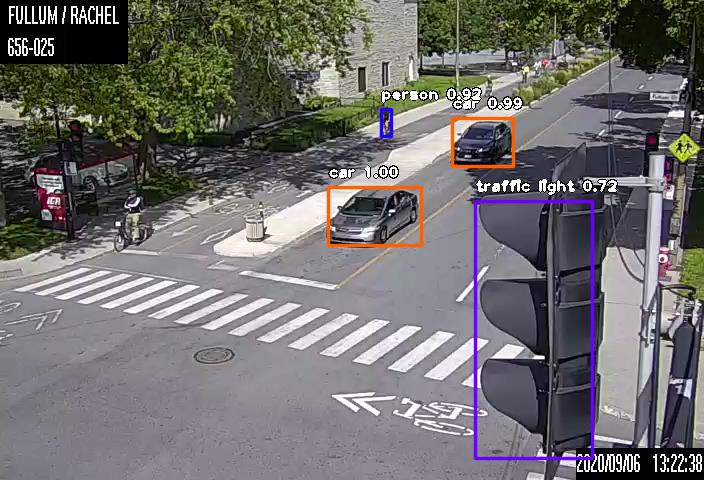 FULLUM / RACHEL
656-025
person 0.92
car 0.99
car 1.00
traffic light 0.72
IGA
2020/09/06 13:22:38